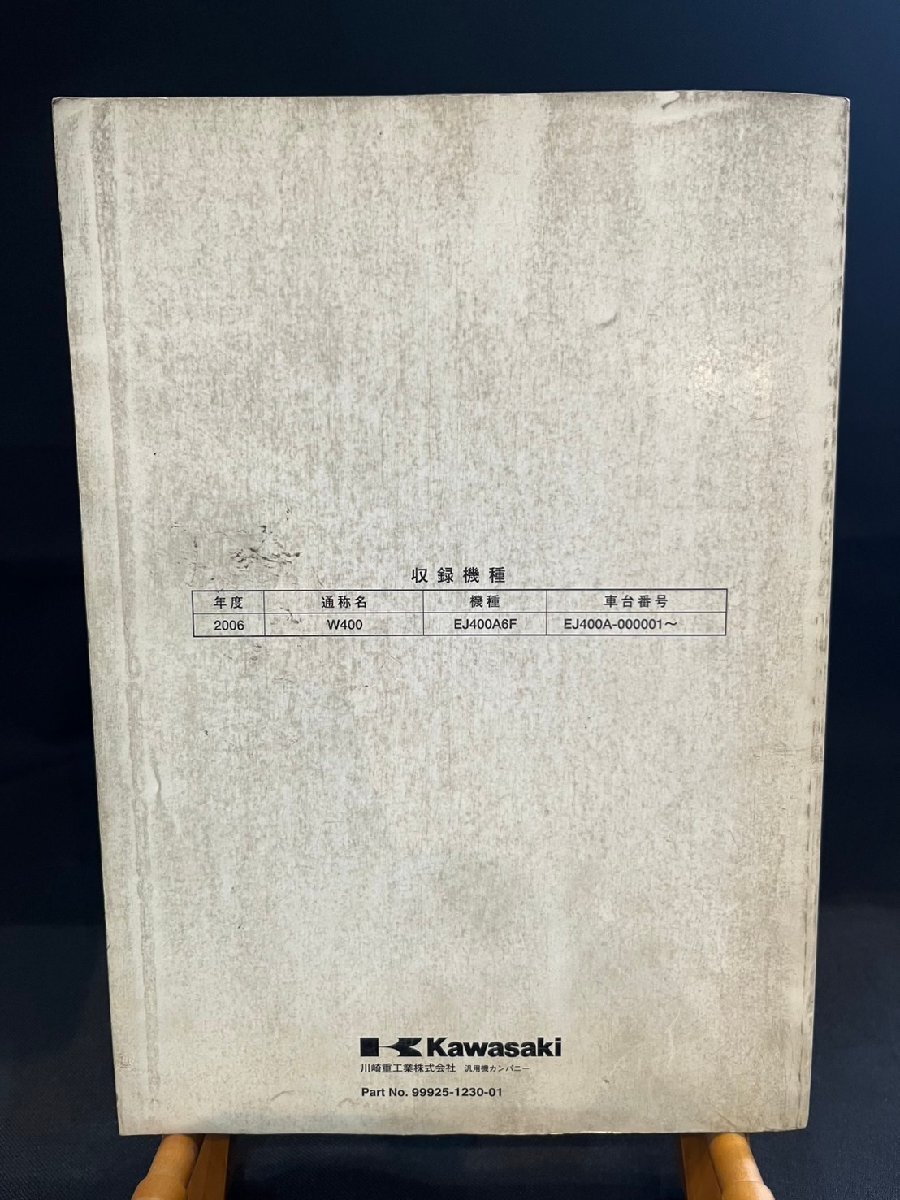 収録機種
年度 通称名 機種 車台番号
2006 W400 EJ400A6F EJ400A-000001〜
Kawasaki
川崎重工業株式会社 汎用機カンパニー
Part No. 99925-1230-01